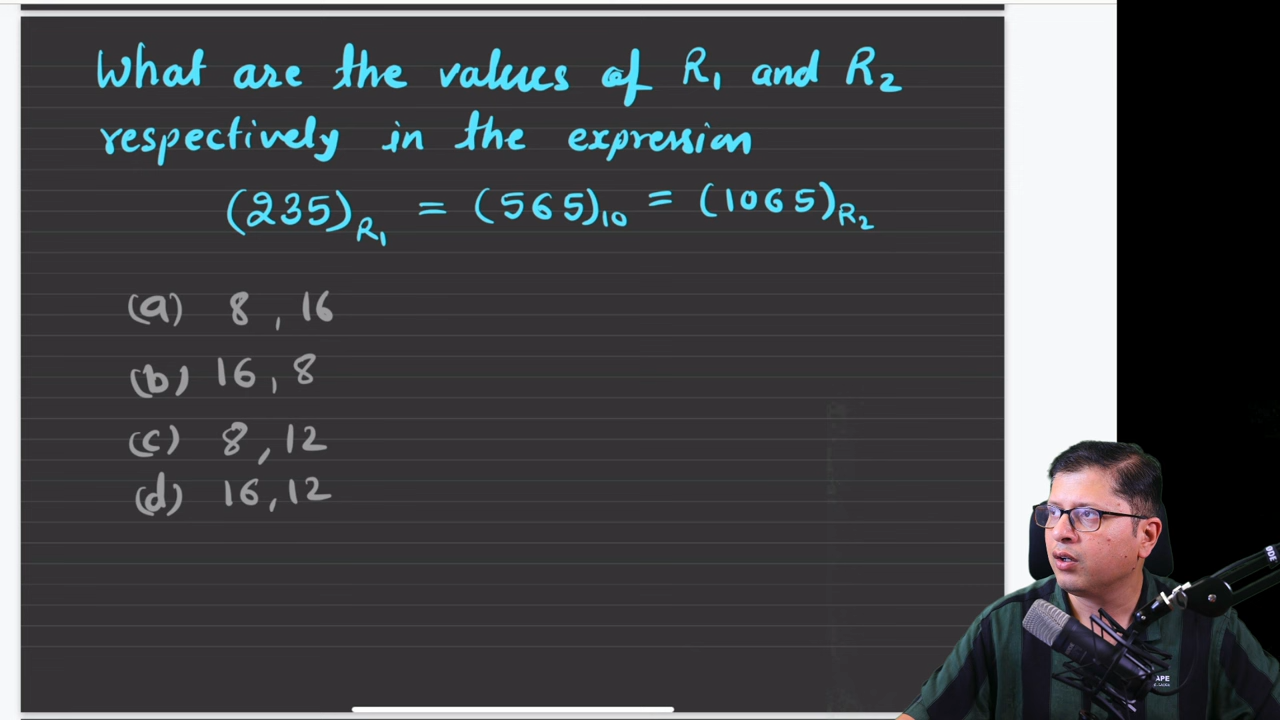 What are the values of R₁ and R₂
respectively in the expression
(235)R₁ = (565)₁₀ = (1065)R₂
(a) 8 , 16
(b) 16 , 8
(c) 8 , 12
(d) 16 , 12